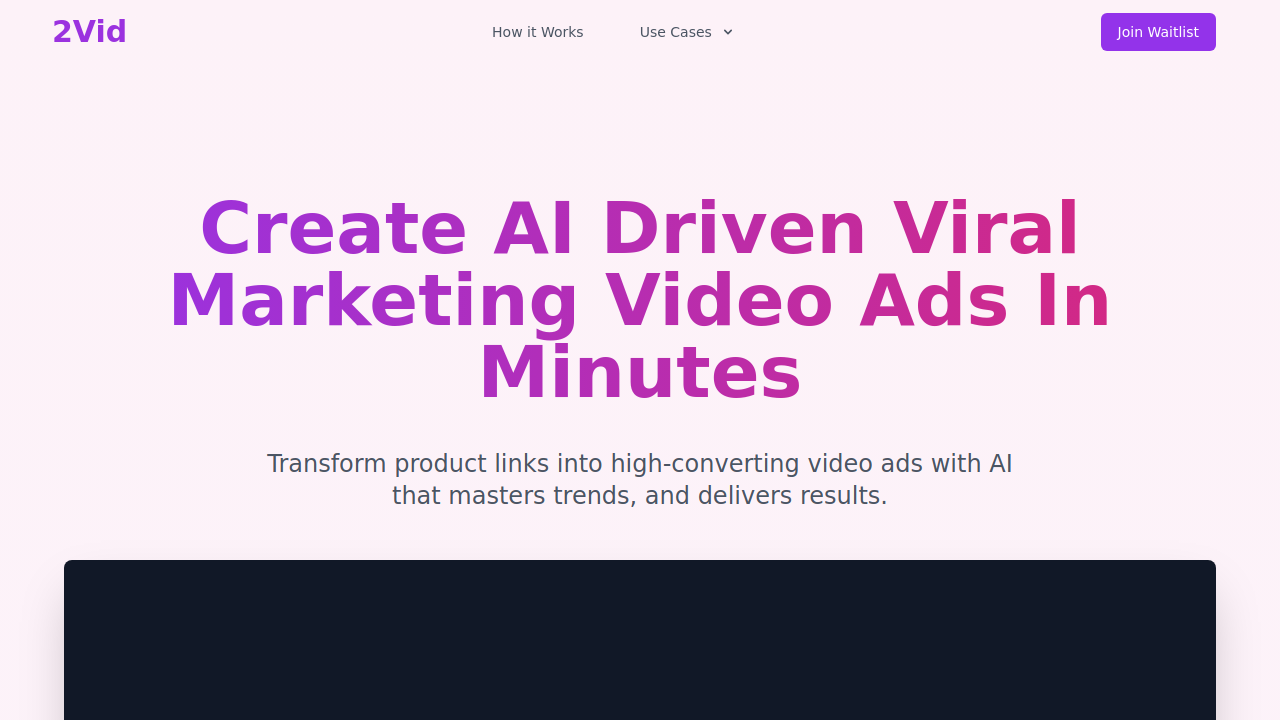 2Vid
How it Works
Use Cases
Join Waitlist
Create AI Driven Viral
Marketing Video Ads In
Minutes
Transform product links into high-converting video ads with AI
that masters trends, and delivers results.